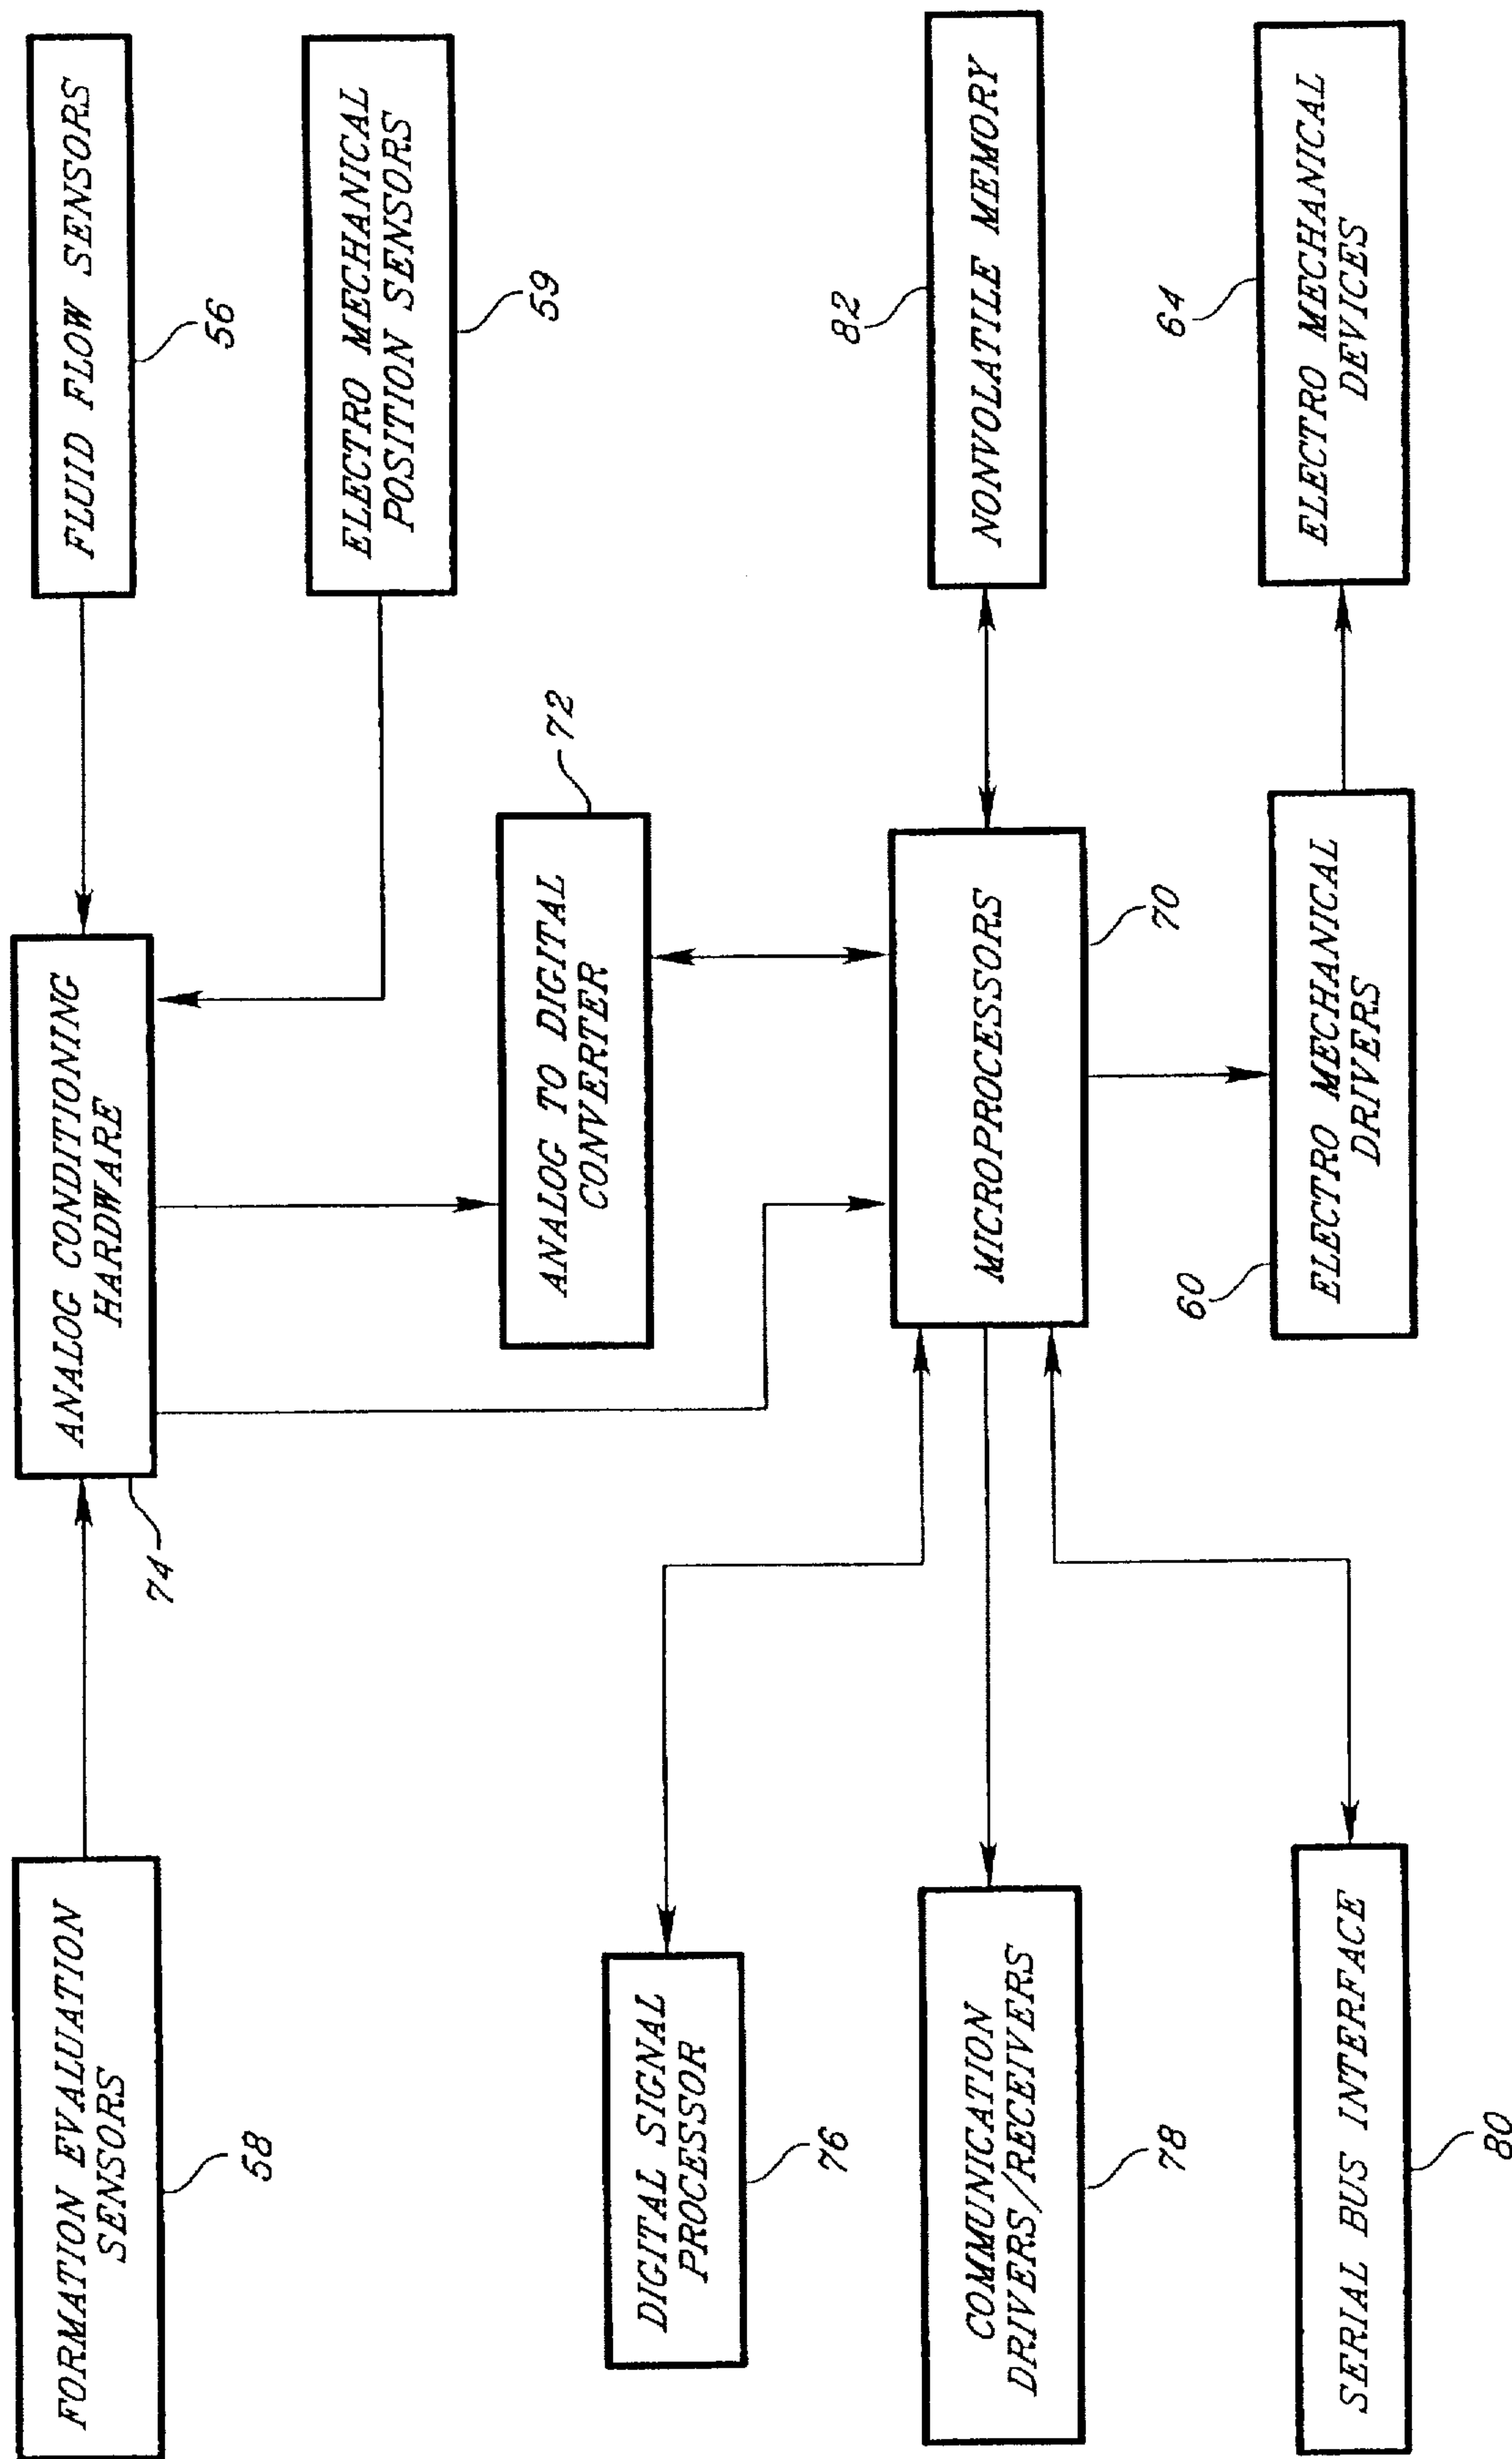 FORMATION EVALUATION
SENSORS
58
ANALOG CONDITIONING
HARDWARE
74
FLUID FLOW SENSORS
56
ELECTRO MECHANICAL
POSITION SENSORS
59
ANALOG TO DIGITAL
CONVERTER
72
DIGITAL SIGNAL
PROCESSOR
76
COMMUNICATION
DRIVERS/RECEIVERS
78
MICROPROCESSORS
70
NONVOLATILE MEMORY
82
SERIAL BUS INTERFACE
80
ELECTRO MECHANICAL
DRIVERS
60
ELECTRO MECHANICAL
DEVICES
64